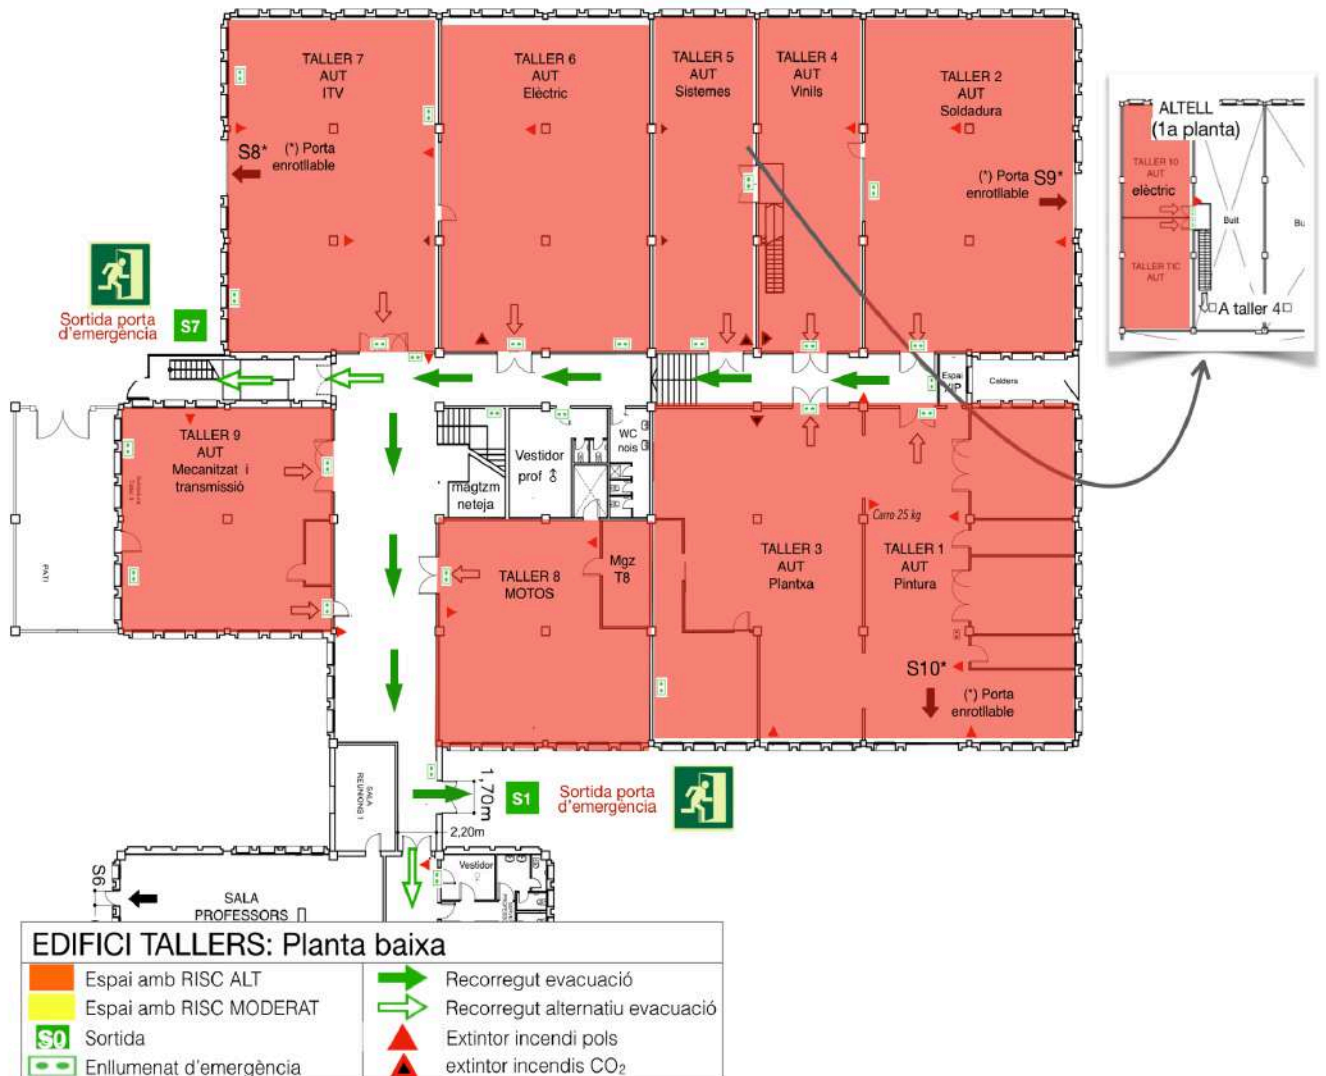 TALLER 7
AUT
ITV
TALLER 6
AUT
Elèctric
TALLER 5
AUT
Sistemes
TALLER 4
AUT
Vinils
TALLER 2
AUT
Soldadura
ALTELL
(1a planta)
TALLER 10
AUT
elèctric
Buit
TALLER TIC
AUT
A taller 4
S8*
(*) Porta
enrotllable
(*) Porta
enrotllable
S9*
Sortida porta
d'emergència
S7
Espai
Caldera
TALLER 9
AUT
Mecanitzat i
transmissió
PATI
magtzm
neteja
Vestidor
prof
WC
nois
TALLER 8
MOTOS
Mgz
T8
TALLER 3
AUT
Plantxa
Carro 25 kg
TALLER 1
AUT
Pintura
S10*
(*) Porta
enrotllable
SALA
REUNIONS 1
1,70m
S1
Sortida porta
d'emergència
2,20m
Vestidor
S6
SALA
PROFESSORS
EDIFICI TALLERS: Planta baixa
Espai amb RISC ALT
Espai amb RISC MODERAT
S0 Sortida
Enllumenat d'emergència
Recorregut evacuació
Recorregut alternatiu evacuació
Extintor incendi pols
extintor incendis CO₂